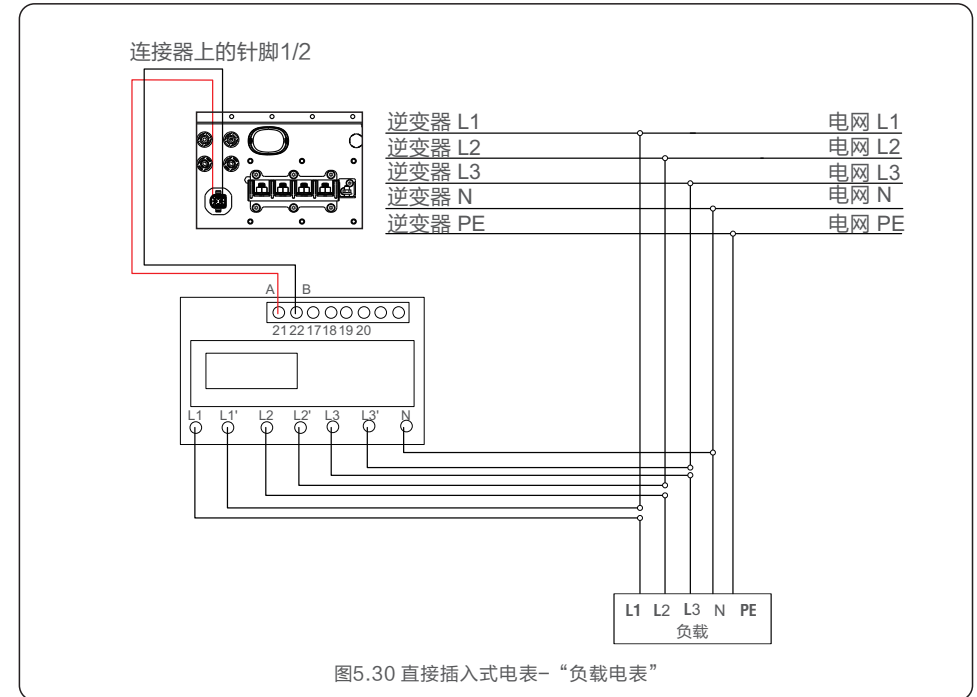 连接器上的针脚1/2
逆变器 L1 电网 L1
逆变器 L2 电网 L2
逆变器 L3 电网 L3
逆变器 N 电网 N
逆变器 PE 电网 PE
A B
21 22 17 18 19 20
L1 L1' L2 L2' L3 L3' N
L1 L2 L3 N PE
负载
图5.30 直接插入式电表-“负载电表”